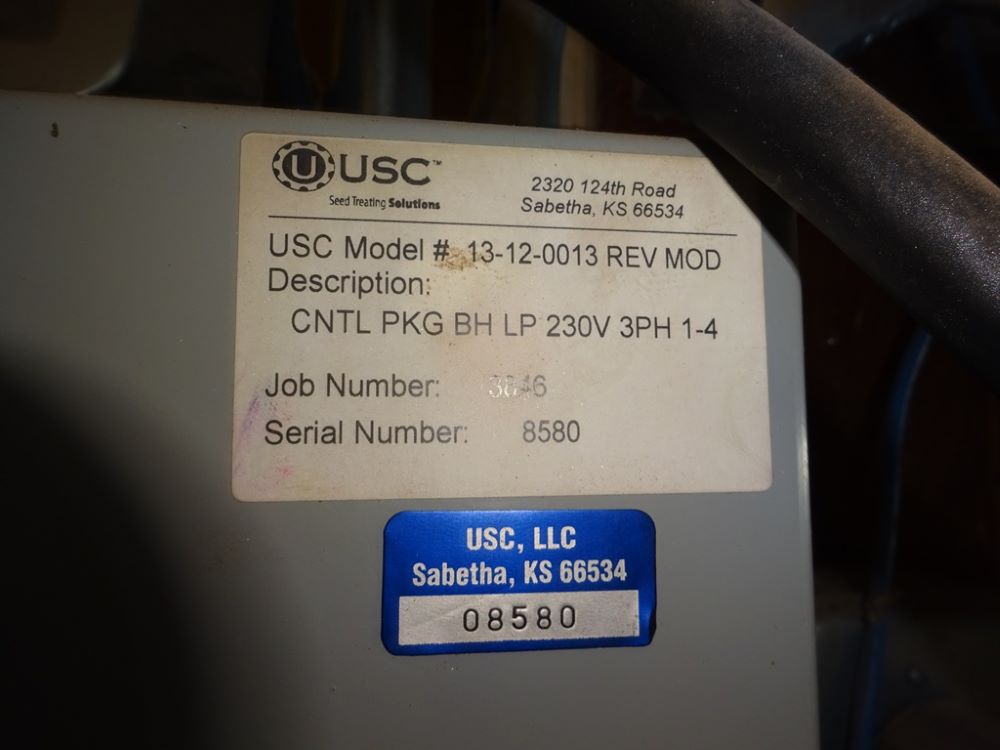 U USC™
Seed Treating Solutions
2320 124th Road
Sabetha, KS 66534
USC Model # 13-12-0013 REV MOD
Description:
CNTL PKG BH LP 230V 3PH 1-4
Job Number: 3846
Serial Number: 8580
USC, LLC
Sabetha, KS 66534
08580